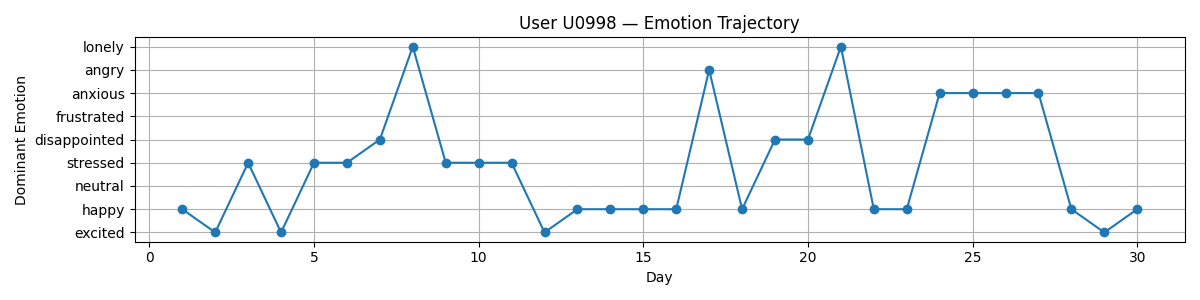 User U0998 — Emotion Trajectory
Dominant Emotion
lonely
angry
anxious
frustrated
disappointed
stressed
neutral
happy
excited
0 5 10 15 20 25 30
Day